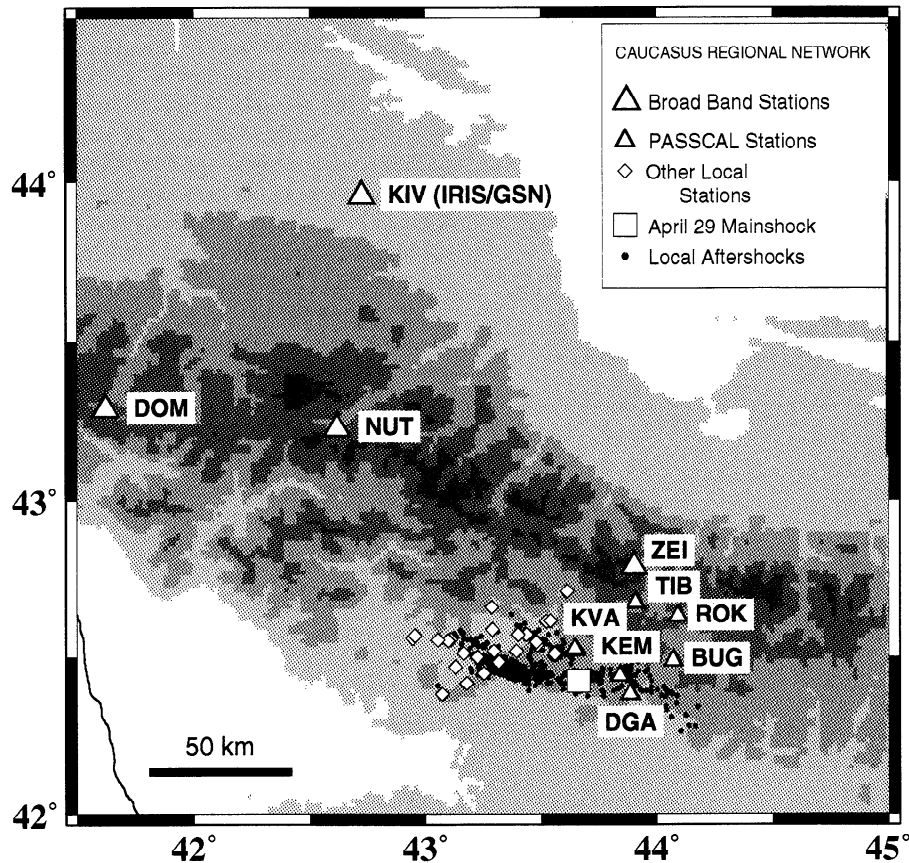 CAUCASUS REGIONAL NETWORK
Broad Band Stations
PASSCAL Stations
Other Local
Stations
April 29 Mainshock
Local Aftershocks
44°
KIV (IRIS/GSN)
DOM
NUT
43°
ZEI
TIB
KVA
ROK
KEM
BUG
DGA
50 km
42°
42°
43°
44°
45°